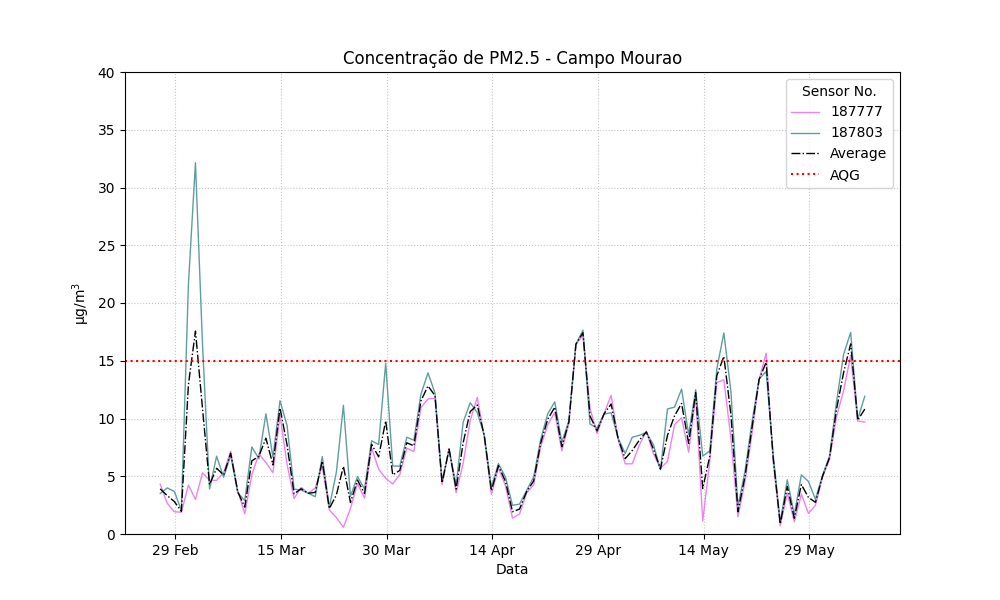 Concentração de PM2.5 - Campo Mourao
40
35
30
25
20
15
10
5
0
µg/m³
Sensor No.
187777
187803
Average
AQG
29 Feb
15 Mar
30 Mar
14 Apr
29 Apr
14 May
29 May
Data